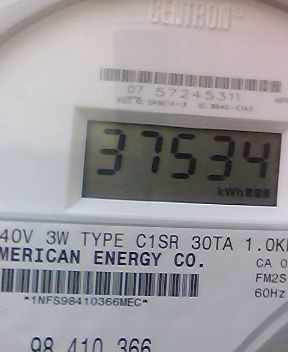 CENTRON®
07 57245311
37534
kWh
40V 3W TYPE C1SR 30TA 1.0K
MERICAN ENERGY CO.
CA 0
FM2S
60Hz
*1NFS98410366MEC*
98 410 366